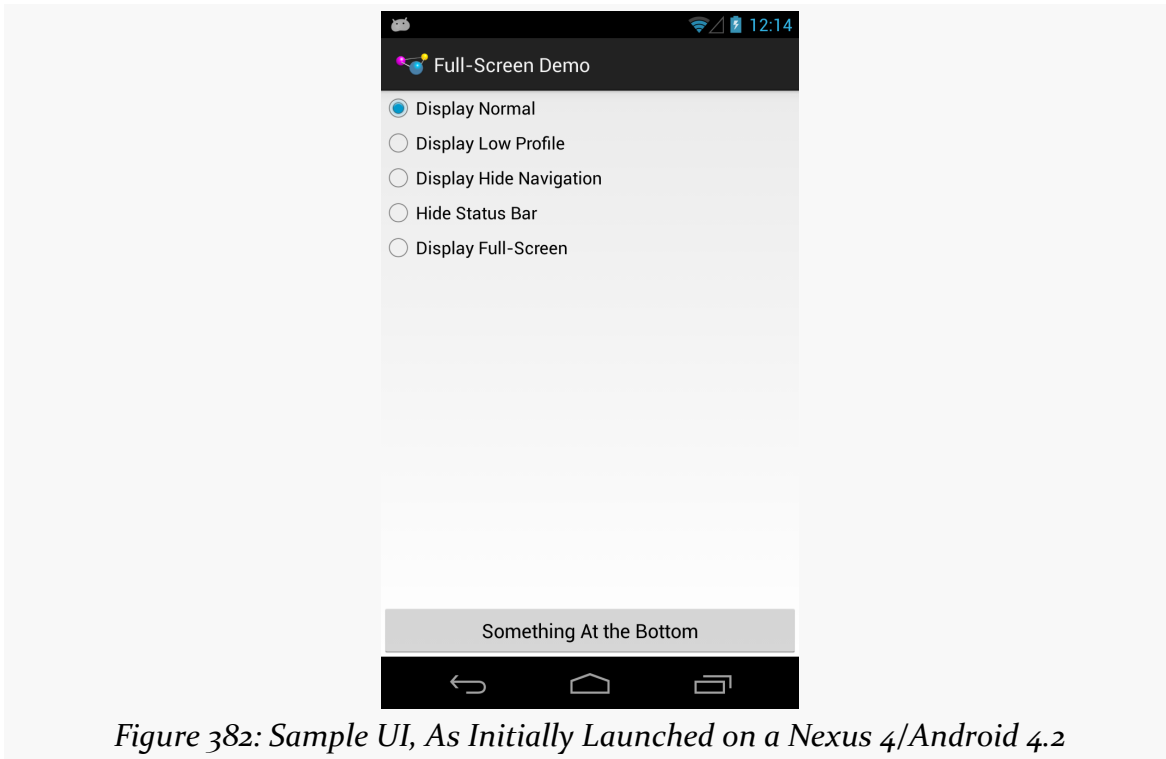 12:14
Full-Screen Demo
Display Normal
Display Low Profile
Display Hide Navigation
Hide Status Bar
Display Full-Screen
Something At the Bottom
Figure 382: Sample UI, As Initially Launched on a Nexus 4/Android 4.2